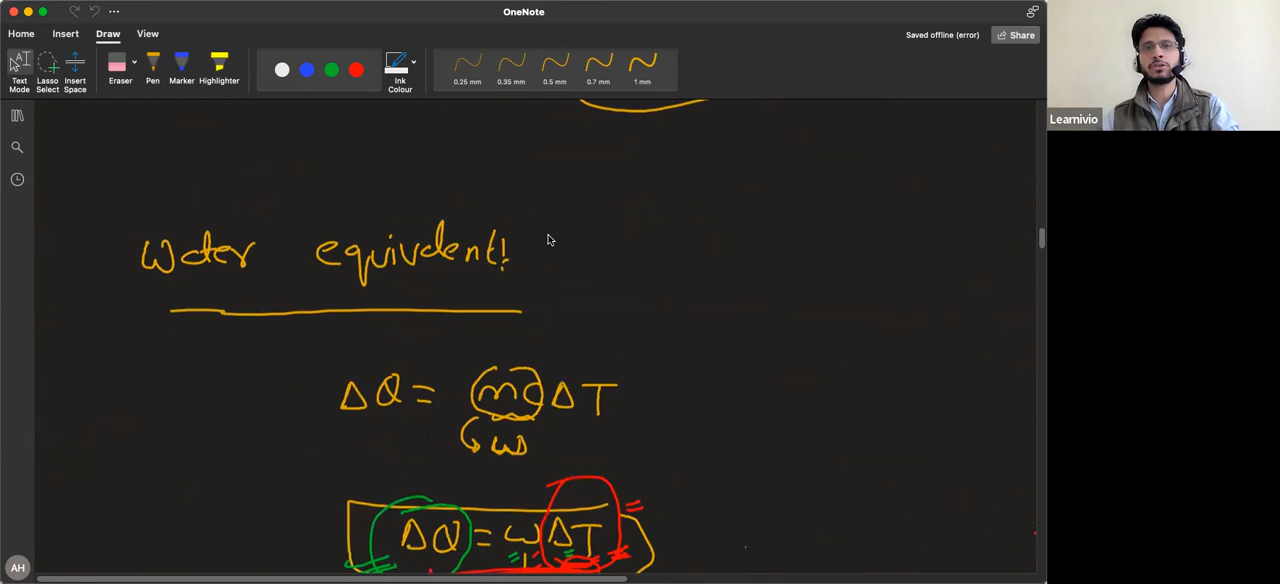 OneNote
Home Insert Draw View
Saved offline (error) Share
Text Mode Lasso Select Insert Space Eraser Pen Marker Highlighter Ink Colour 0.25 mm 0.35 mm 0.5 mm 0.7 mm 1 mm
Learnivio
Water equivalent!
ΔQ = mc ΔT
ω
ΔQ = ω ΔT
AH